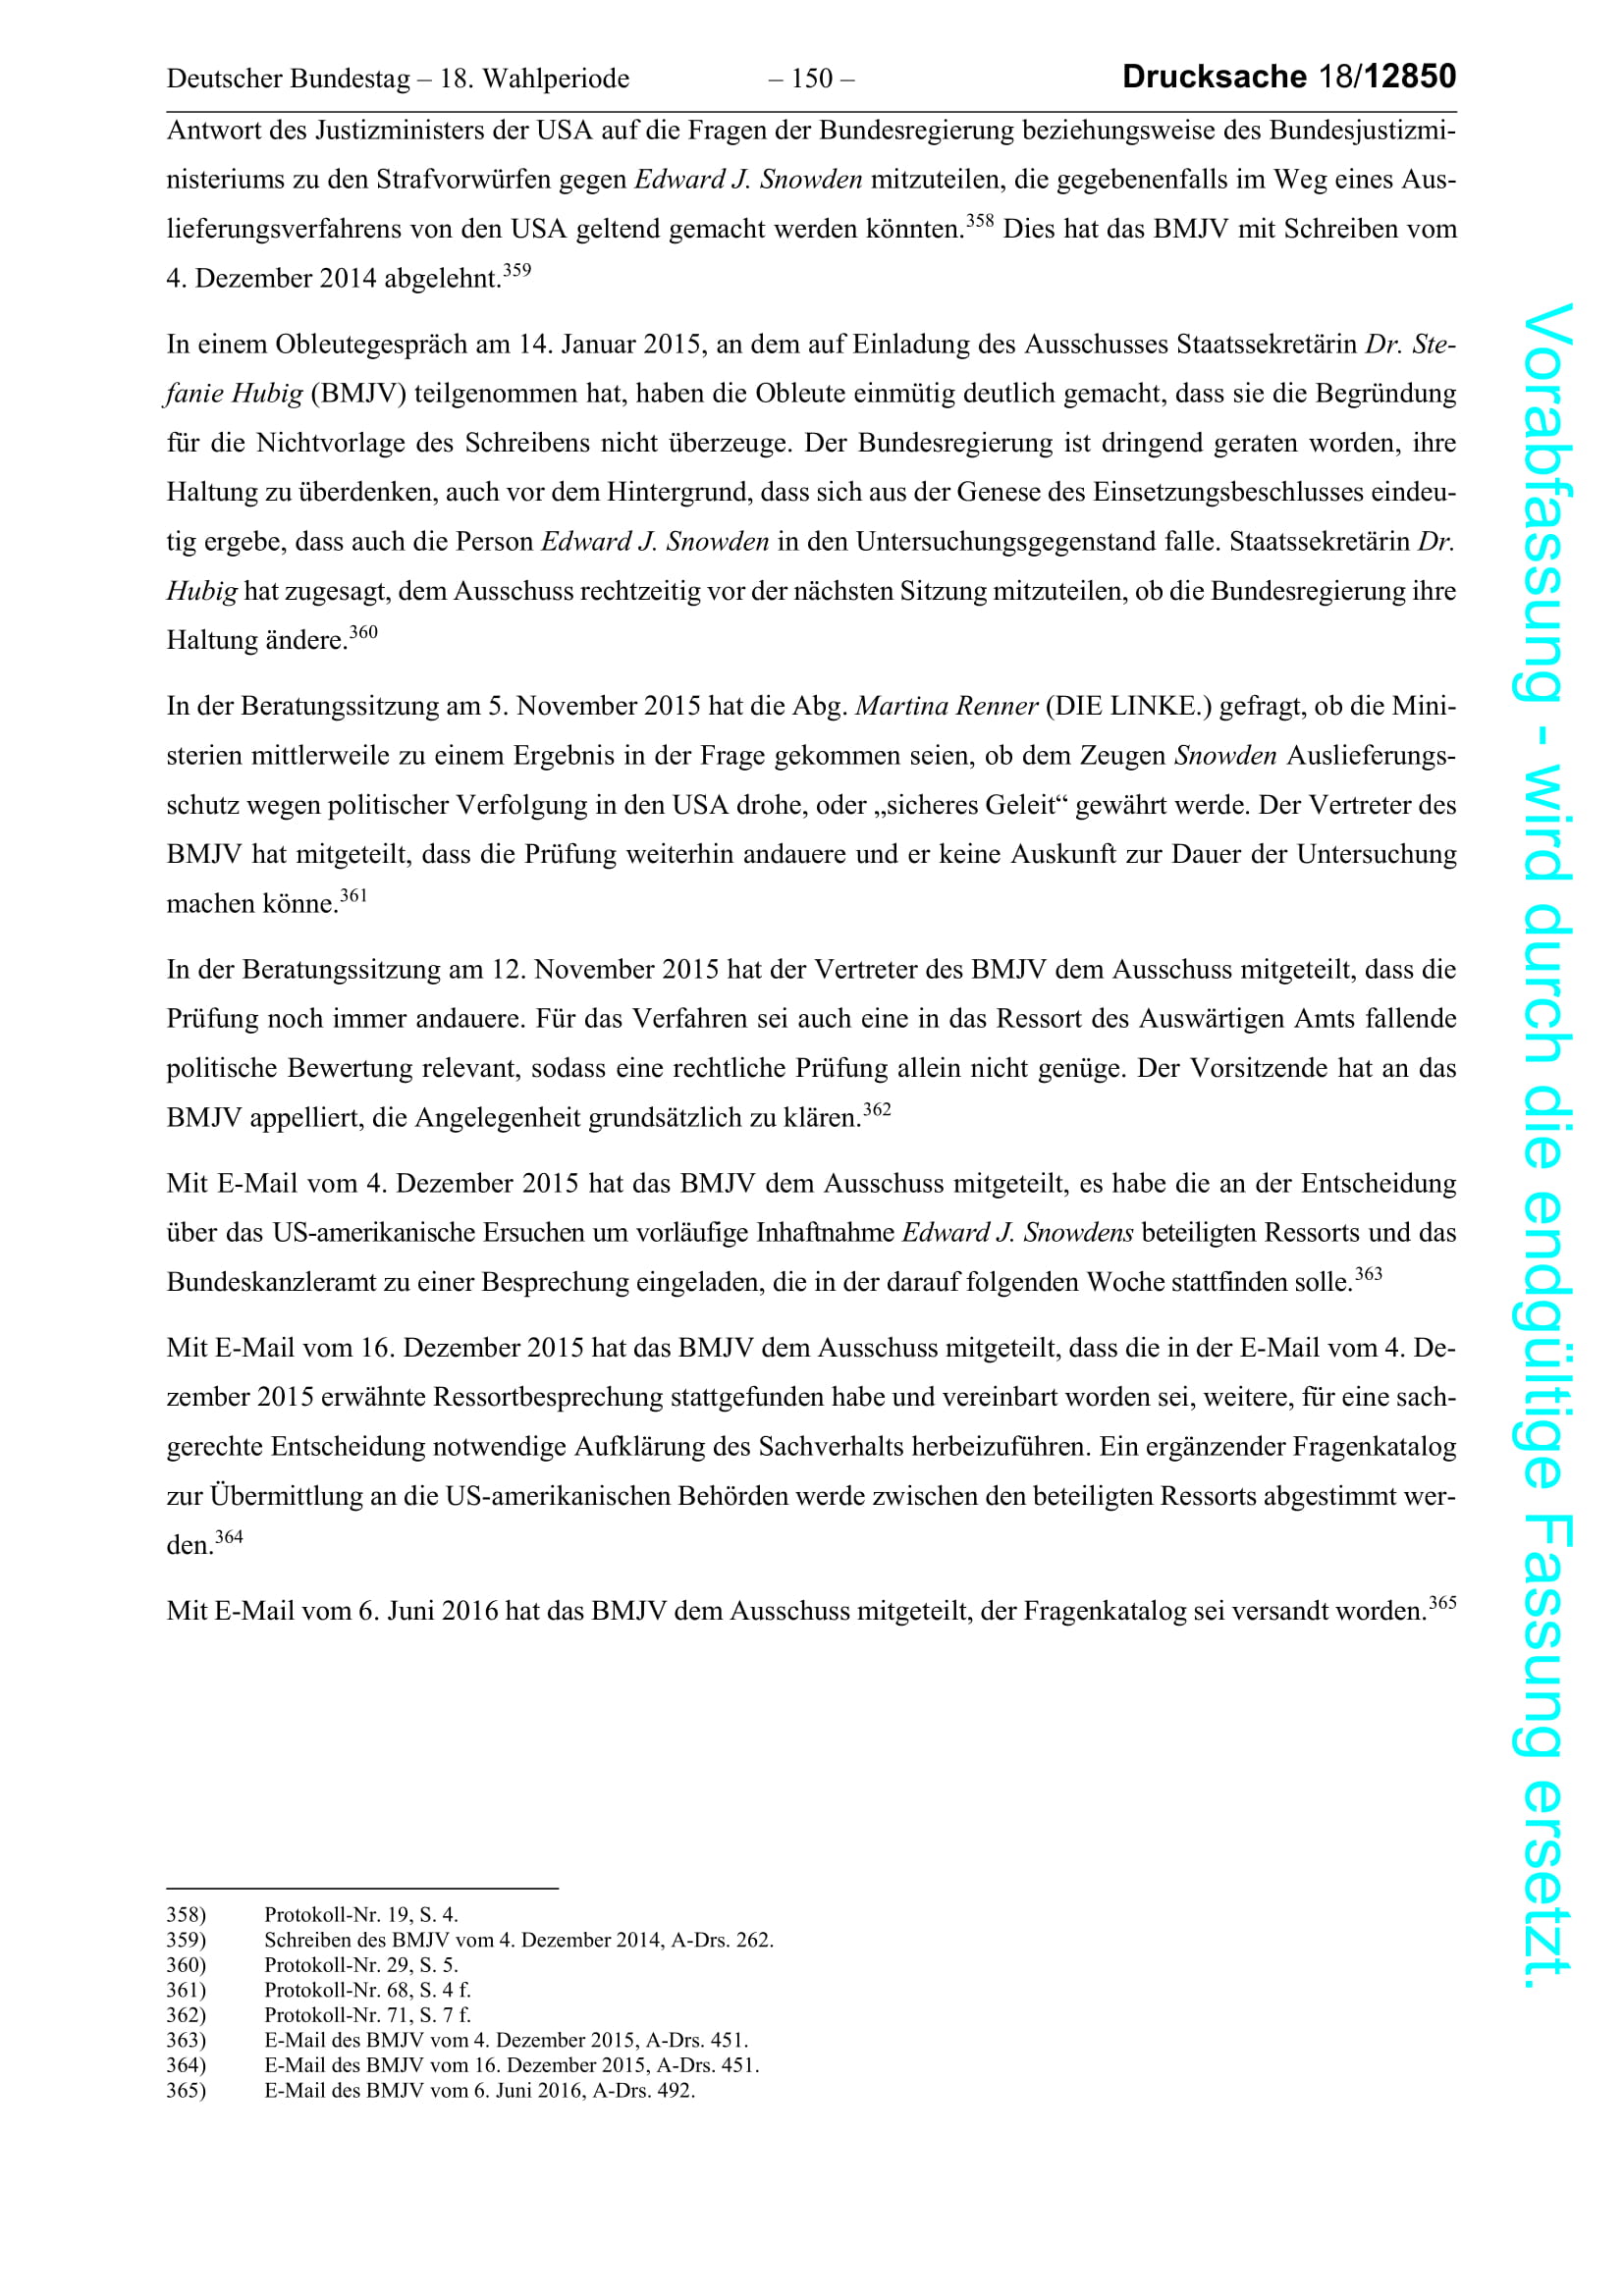 Deutscher Bundestag – 18. Wahlperiode – 150 – Drucksache 18/12850
Antwort des Justizministers der USA auf die Fragen der Bundesregierung beziehungsweise des Bundesjustizmi-
nisteriums zu den Strafvorwürfen gegen Edward J. Snowden mitzuteilen, die gegebenenfalls im Weg eines Aus-
lieferungsverfahrens von den USA geltend gemacht werden könnten.358 Dies hat das BMJV mit Schreiben vom
4. Dezember 2014 abgelehnt.359
In einem Obleutegespräch am 14. Januar 2015, an dem auf Einladung des Ausschusses Staatssekretärin Dr. Ste-
fanie Hubig (BMJV) teilgenommen hat, haben die Obleute einmütig deutlich gemacht, dass sie die Begründung
für die Nichtvorlage des Schreibens nicht überzeuge. Der Bundesregierung ist dringend geraten worden, ihre
Haltung zu überdenken, auch vor dem Hintergrund, dass sich aus der Genese des Einsetzungsbeschlusses eindeu-
tig ergebe, dass auch die Person Edward J. Snowden in den Untersuchungsgegenstand falle. Staatssekretärin Dr.
Hubig hat zugesagt, dem Ausschuss rechtzeitig vor der nächsten Sitzung mitzuteilen, ob die Bundesregierung ihre
Haltung ändere.360
In der Beratungssitzung am 5. November 2015 hat die Abg. Martina Renner (DIE LINKE.) gefragt, ob die Mini-
sterien mittlerweile zu einem Ergebnis in der Frage gekommen seien, ob dem Zeugen Snowden Auslieferungs-
schutz wegen politischer Verfolgung in den USA drohe, oder „sicheres Geleit“ gewährt werde. Der Vertreter des
BMJV hat mitgeteilt, dass die Prüfung weiterhin andauere und er keine Auskunft zur Dauer der Untersuchung
machen könne.361
In der Beratungssitzung am 12. November 2015 hat der Vertreter des BMJV dem Ausschuss mitgeteilt, dass die
Prüfung noch immer andauere. Für das Verfahren sei auch eine in das Ressort des Auswärtigen Amts fallende
politische Bewertung relevant, sodass eine rechtliche Prüfung allein nicht genüge. Der Vorsitzende hat an das
BMJV appelliert, die Angelegenheit grundsätzlich zu klären.362
Mit E-Mail vom 4. Dezember 2015 hat das BMJV dem Ausschuss mitgeteilt, es habe die an der Entscheidung
über das US-amerikanische Ersuchen um vorläufige Inhaftnahme Edward J. Snowdens beteiligten Ressorts und das
Bundeskanzleramt zu einer Besprechung eingeladen, die in der darauf folgenden Woche stattfinden solle.363
Mit E-Mail vom 16. Dezember 2015 hat das BMJV dem Ausschuss mitgeteilt, dass die in der E-Mail vom 4. De-
zember 2015 erwähnte Ressortbesprechung stattgefunden habe und vereinbart worden sei, weitere, für eine sach-
gerechte Entscheidung notwendige Aufklärung des Sachverhalts herbeizuführen. Ein ergänzender Fragenkatalog
zur Übermittlung an die US-amerikanischen Behörden werde zwischen den beteiligten Ressorts abgestimmt wer-
den.364
Mit E-Mail vom 6. Juni 2016 hat das BMJV dem Ausschuss mitgeteilt, der Fragenkatalog sei versandt worden.365
358) Protokoll-Nr. 19, S. 4.
359) Schreiben des BMJV vom 4. Dezember 2014, A-Drs. 262.
360) Protokoll-Nr. 29, S. 5.
361) Protokoll-Nr. 68, S. 4 f.
362) Protokoll-Nr. 71, S. 7 f.
363) E-Mail des BMJV vom 4. Dezember 2015, A-Drs. 451.
364) E-Mail des BMJV vom 16. Dezember 2015, A-Drs. 451.
365) E-Mail des BMJV vom 6. Juni 2016, A-Drs. 492.
Vorabfassung - wird durch die endgültige Fassung ersetzt.